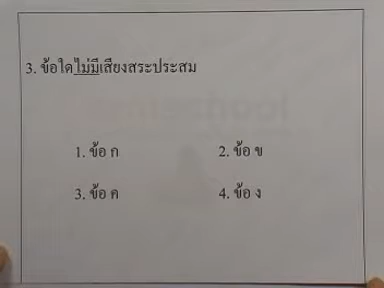 3. ข้อใดไม่มีเสียงสระประสม
1. ข้อ ก 2. ข้อ ข
3. ข้อ ค 4. ข้อ ง